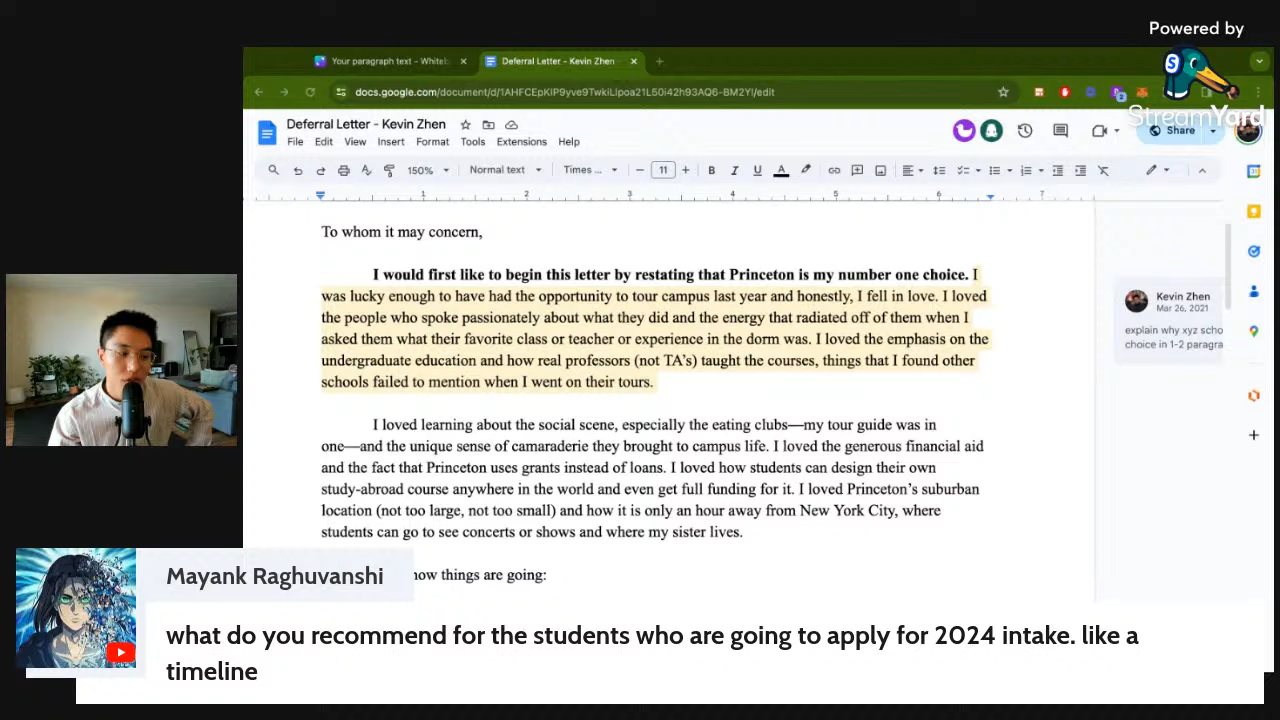 Powered by
StreamYard
Your paragraph text - White
Deferral Letter - Kevin Zhen
docs.google.com/document/d/1AHFCEpKIP9yve9TwkiLlpoa21L50i42h93AQ6-BM2YI/edit
Deferral Letter - Kevin Zhen
File Edit View Insert Format Tools Extensions Help
Share
150% Normal text Times ... 11 B I U A
1 2 3 4 5 6 7
To whom it may concern,
I would first like to begin this letter by restating that Princeton is my number one choice. I
was lucky enough to have had the opportunity to tour campus last year and honestly, I fell in love. I loved
the people who spoke passionately about what they did and the energy that radiated off of them when I
asked them what their favorite class or teacher or experience in the dorm was. I loved the emphasis on the
undergraduate education and how real professors (not TA's) taught the courses, things that I found other
schools failed to mention when I went on their tours.
I loved learning about the social scene, especially the eating clubs—my tour guide was in
one—and the unique sense of camaraderie they brought to campus life. I loved the generous financial aid
and the fact that Princeton uses grants instead of loans. I loved how students can design their own
study-abroad course anywhere in the world and even get full funding for it. I loved Princeton's suburban
location (not too large, not too small) and how it is only an hour away from New York City, where
students can go to see concerts or shows and where my sister lives.
how things are going:
Kevin Zhen
Mar 26, 2021
explain why xyz scho
choice in 1-2 paragra
Mayank Raghuvanshi
what do you recommend for the students who are going to apply for 2024 intake. like a
timeline